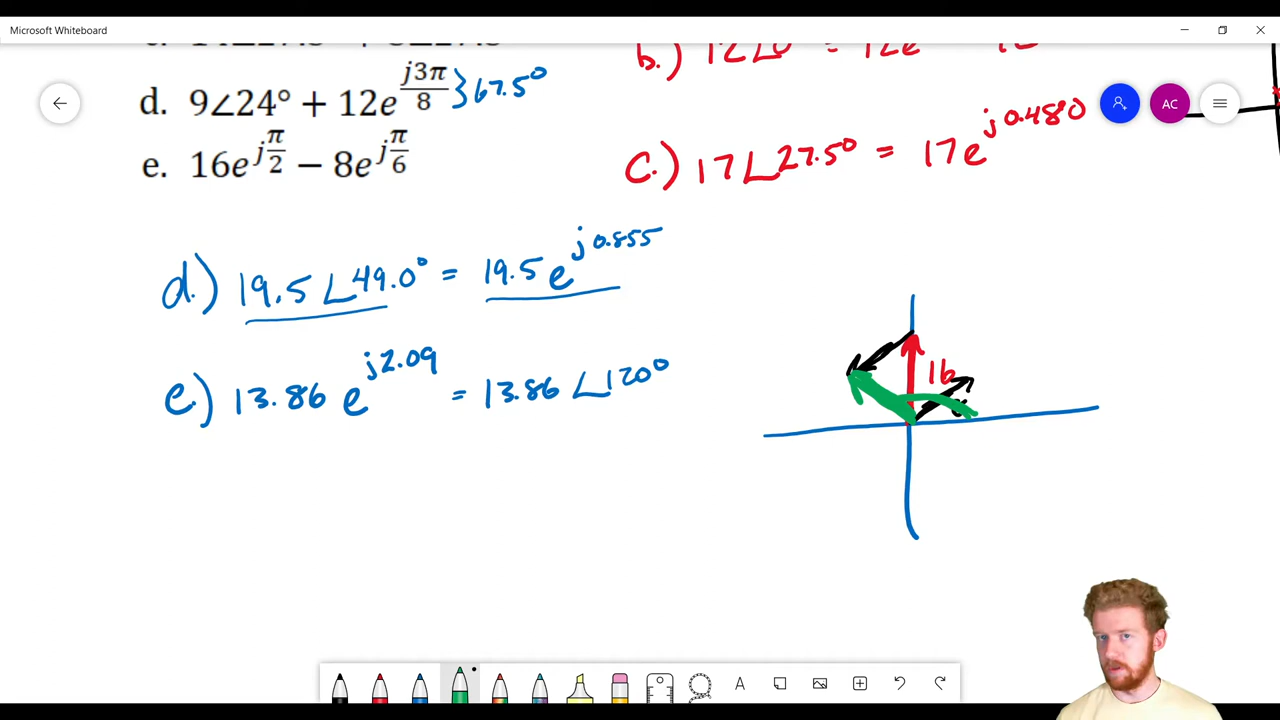 Microsoft Whiteboard
b.) 12∠0° = 12e
AC
d. 9∠24° + 12e^{j3π/8} }67.5°
c.) 17∠27.5° = 17e^{j0.480}
e. 16e^{jπ/2} − 8e^{jπ/6}
d.) 19.5∠49.0° = 19.5e^{j0.855}
e.) 13.86 e^{j2.09} = 13.86 ∠120°
16
A